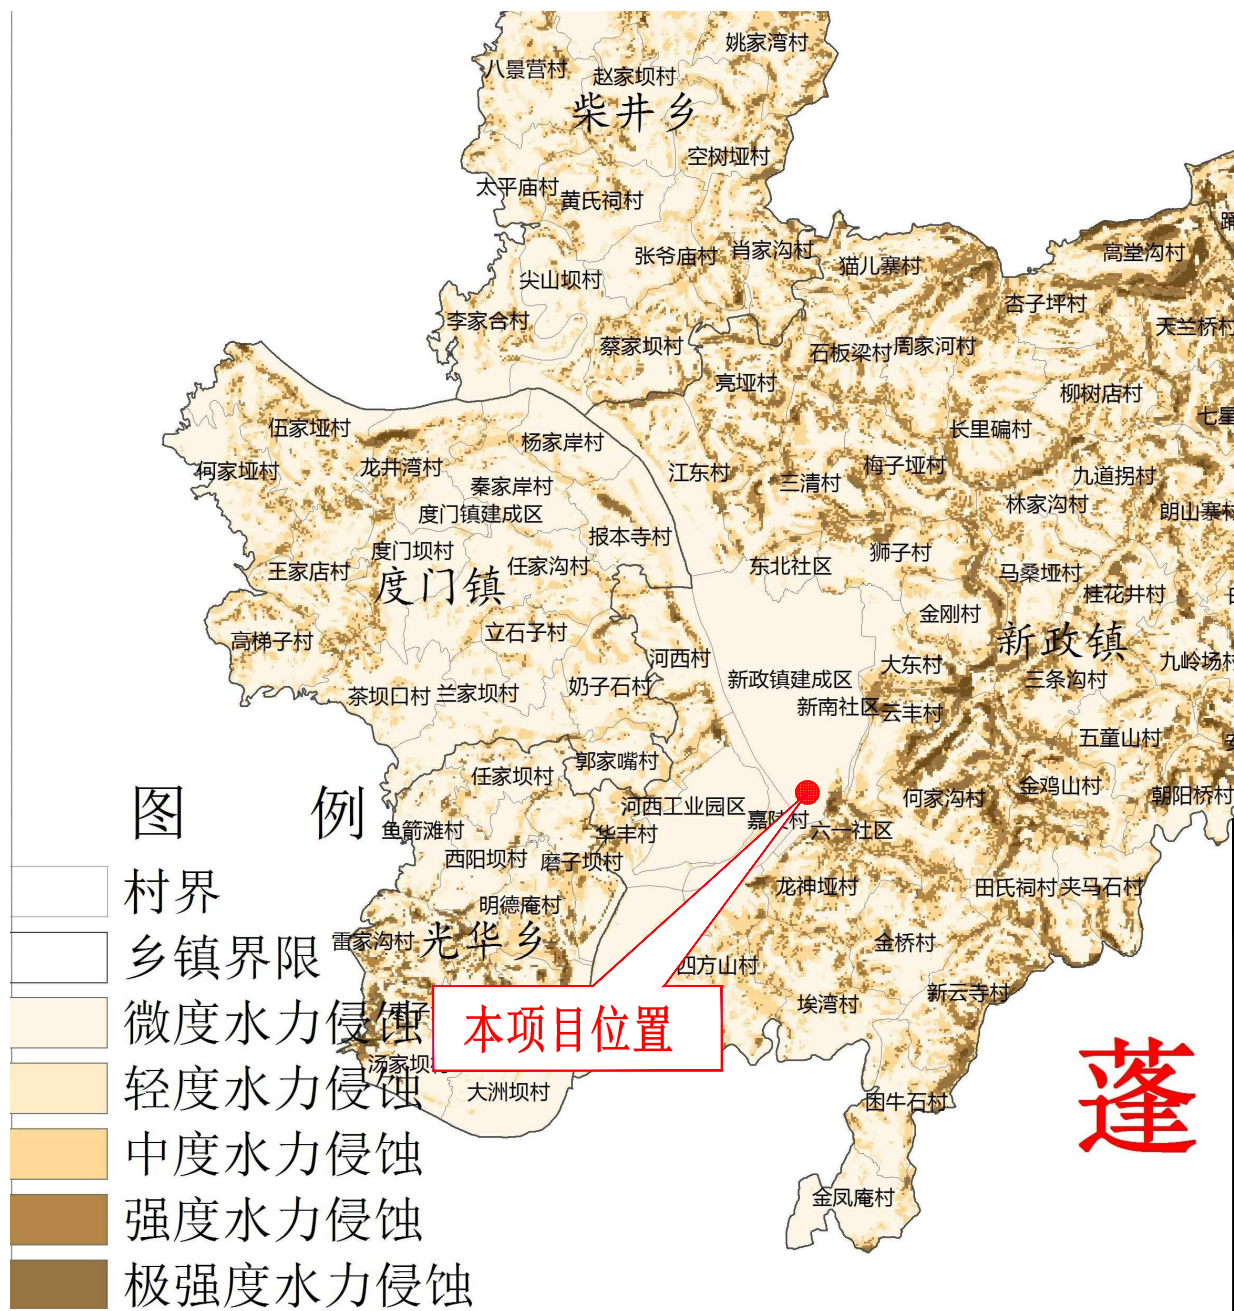 姚家湾村
八景营村
赵家坝村
柴井乡
空树垭村
太平庙村
黄氏祠村
张爷庙村
肖家沟村
猫儿寨村
高堂沟村
尖山坝村
杏子坪村
李家合村
天兰桥村
蔡家坝村
石板梁村
周家河村
亮垭村
柳树店村
伍家垭村
杨家岸村
长里碥村
何家垭村
龙井湾村
江东村
三清村
梅子垭村
九道拐村
秦家岸村
林家沟村
度门镇建成区
朗山寨村
报本寺村
度门坝村
任家沟村
东北社区
狮子村
王家店村
马桑垭村
度门镇
桂花井村
金刚村
高梯子村
立石子村
新政镇
河西村
大东村
九岭场村
新政镇建成区
三条沟村
茶坝口村
兰家坝村
奶子石村
新南社区
云丰村
五童山村
任家坝村
郭家嘴村
金鸡山村
朝阳桥村
何家沟村
河西工业园区
嘉陵村
六一社区
鱼箭滩村
华丰村
西阳坝村
磨子坝村
龙神垭村
田氏祠村
夹马石村
明德庵村
雷家沟村
光华乡
金桥村
四方山村
新云寺村
埃湾村
本项目位置
汤家坝村
大洲坝村
困牛石村
金凤庵村
蓬
图 例
村界
乡镇界限
微度水力侵蚀
轻度水力侵蚀
中度水力侵蚀
强度水力侵蚀
极强度水力侵蚀